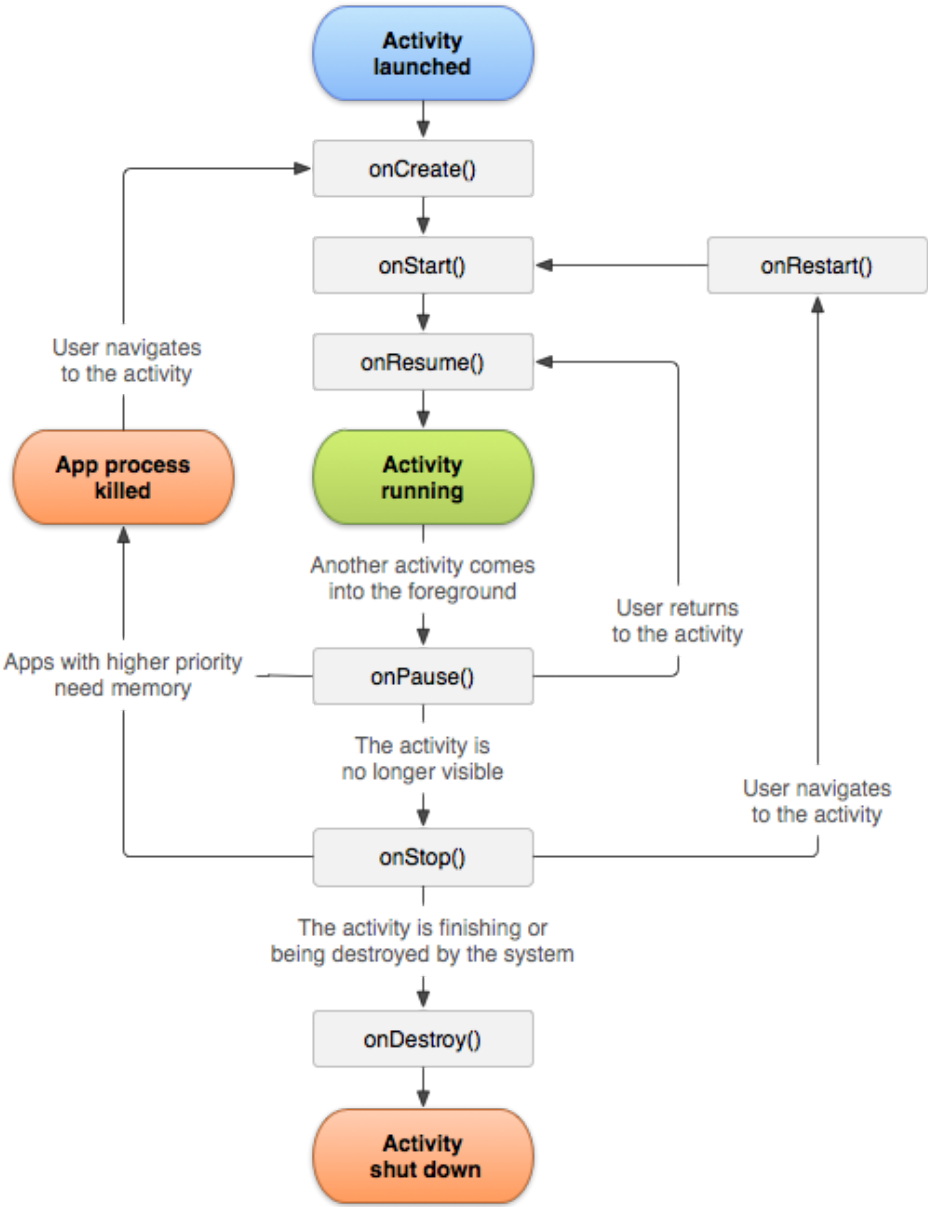 Activity
launched
onCreate()
onStart()
onRestart()
User navigates
to the activity
onResume()
App process
killed
Activity
running
Another activity comes
into the foreground
User returns
to the activity
Apps with higher priority
need memory
onPause()
The activity is
no longer visible
User navigates
to the activity
onStop()
The activity is finishing or
being destroyed by the system
onDestroy()
Activity
shut down